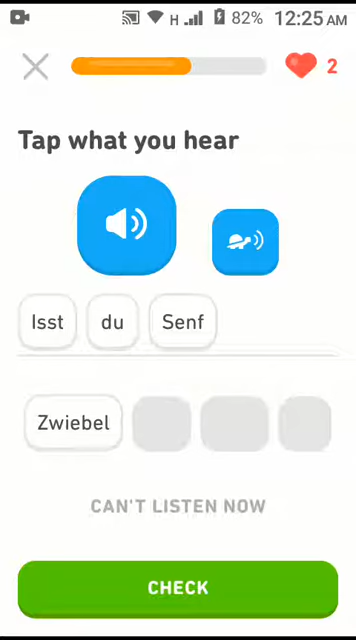 H 82% 12:25 AM
2
Tap what you hear
Isst du Senf
Zwiebel
CAN'T LISTEN NOW
CHECK